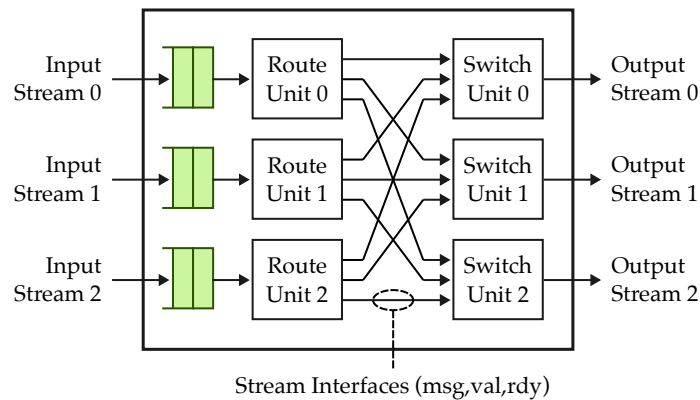 Input
Stream 0
Route
Unit 0
Switch
Unit 0
Output
Stream 0
Input
Stream 1
Route
Unit 1
Switch
Unit 1
Output
Stream 1
Input
Stream 2
Route
Unit 2
Switch
Unit 2
Output
Stream 2
Stream Interfaces (msg,val,rdy)